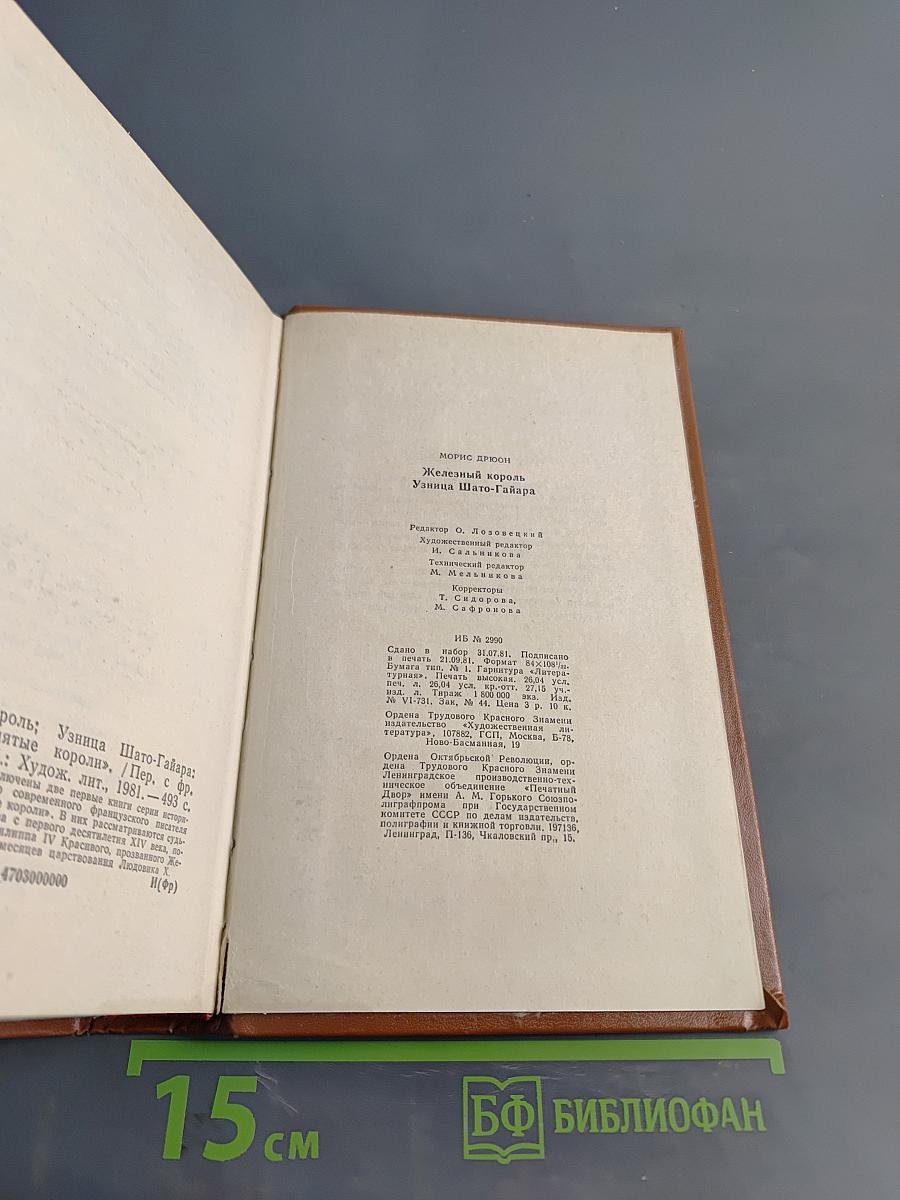 роль; Узница Шато-Гайара:
ятые короли». /Пер. с фр.
.: Худож. лит., 1981.—493 с.
лючены две первые книги серии истори-
о современного французского писателя
е короли». В них рассматриваются судь-
а с первого десятилетия XIV века, по-
илиппа IV Красивого, прозванного Же-
месяцев царствования Людовика X.
4703000000 И(Фр)
МОРИС ДРЮОН
Железный король
Узница Шато-Гайара
Редактор О. Лозовецкий
Художественный редактор
И. Сальникова
Технический редактор
М. Мельникова
Корректоры
Т. Сидорова,
М. Сафронова
ИБ № 2990
Сдано в набор 31.07.81. Подписано
в печать 21.09.81. Формат 84×108¹/₃₂.
Бумага тип. № 1. Гарнитура «Литера-
турная». Печать высокая. 26,04 усл.
печ. л. 26,04 усл. кр.-отт. 27,15 уч.-
изд. л. Тираж 1 800 000 экз. Изд.
№ VI-731. Зак. № 44. Цена 3 р. 10 к.
Ордена Трудового Красного Знамени
издательство «Художественная ли-
тература», 107882, ГСП, Москва, Б-78,
Ново-Басманная, 19
Ордена Октябрьской Революции, ор-
дена Трудового Красного Знамени
Ленинградское производственно-тех-
ническое объединение «Печатный
Двор» имени А. М. Горького Союзпо-
лиграфпрома при Государственном
комитете СССР по делам издательств,
полиграфии и книжной торговли. 197136,
Ленинград, П-136, Чкаловский пр., 15.
15 см
БФ БИБЛИОФАН